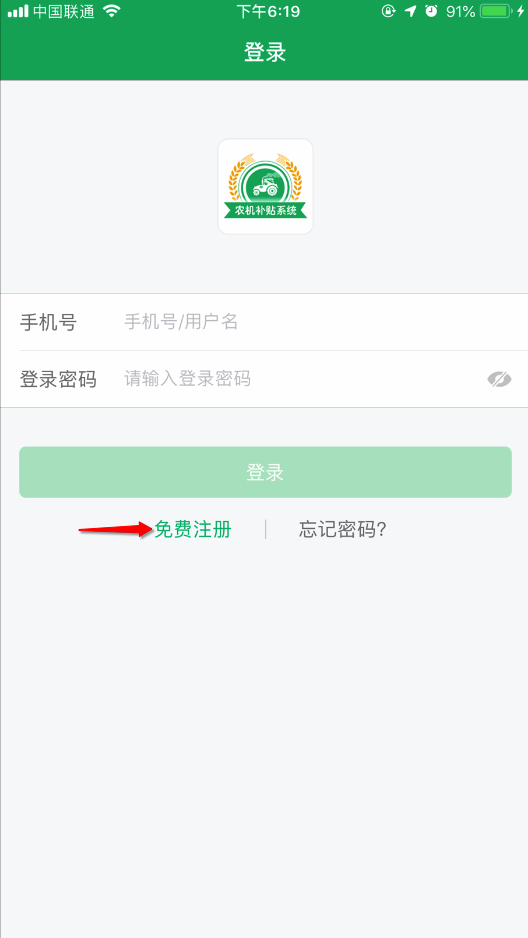 中国联通 下午6:19 91%
登录
农机补贴系统
手机号 手机号/用户名
登录密码 请输入登录密码
登录
免费注册 | 忘记密码?